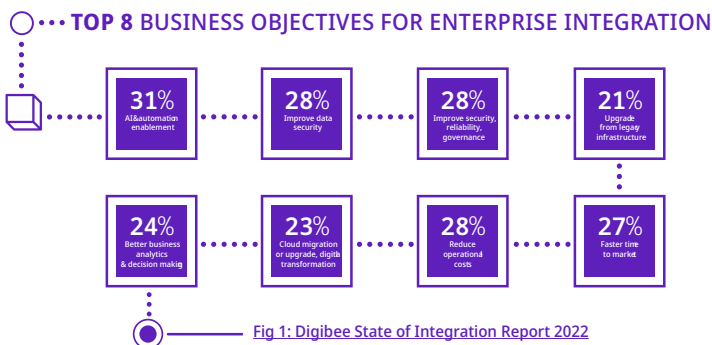 TOP 8 BUSINESS OBJECTIVES FOR ENTERPRISE INTEGRATION
31%
AI&automation
enablement
28%
Improve data
security
28%
Improve security,
reliability,
governance
21%
Upgrade
from legacy
infrastructure
24%
Better business
analytics
& decision making
23%
Cloud migration
or upgrade, digital
transformation
28%
Reduce
operational
costs
27%
Faster time
to market
Fig 1: Digibee State of Integration Report 2022